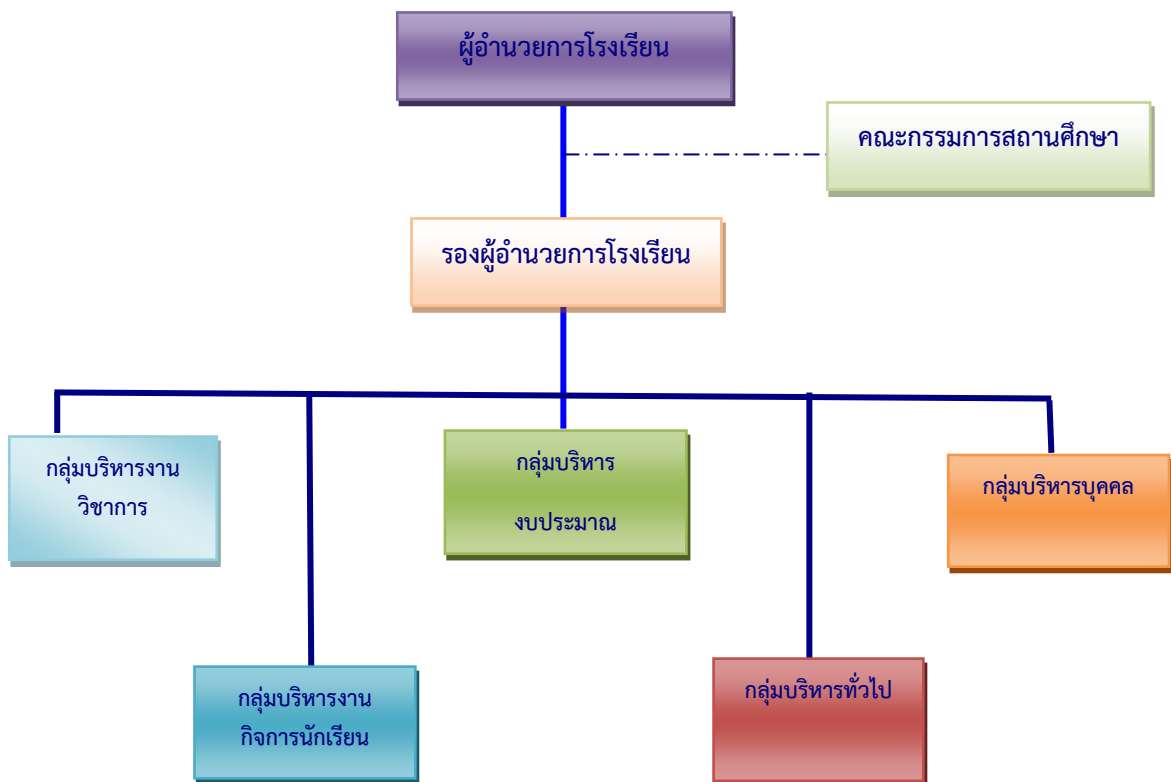 ผู้อำนวยการโรงเรียน
คณะกรรมการสถานศึกษา
รองผู้อำนวยการโรงเรียน
กลุ่มบริหารงาน
วิชาการ
กลุ่มบริหาร
งบประมาณ
กลุ่มบริหารบุคคล
กลุ่มบริหารงาน
กิจการนักเรียน
กลุ่มบริหารทั่วไป